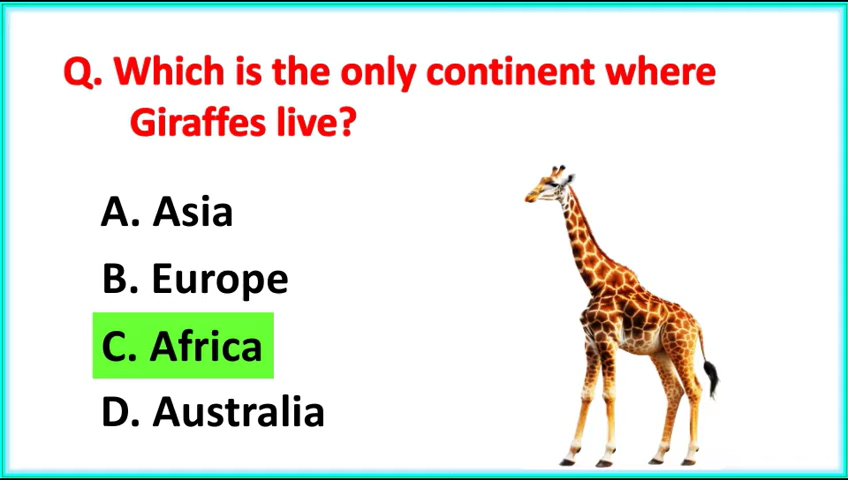 Q. Which is the only continent where
Giraffes live?
A. Asia
B. Europe
C. Africa
D. Australia